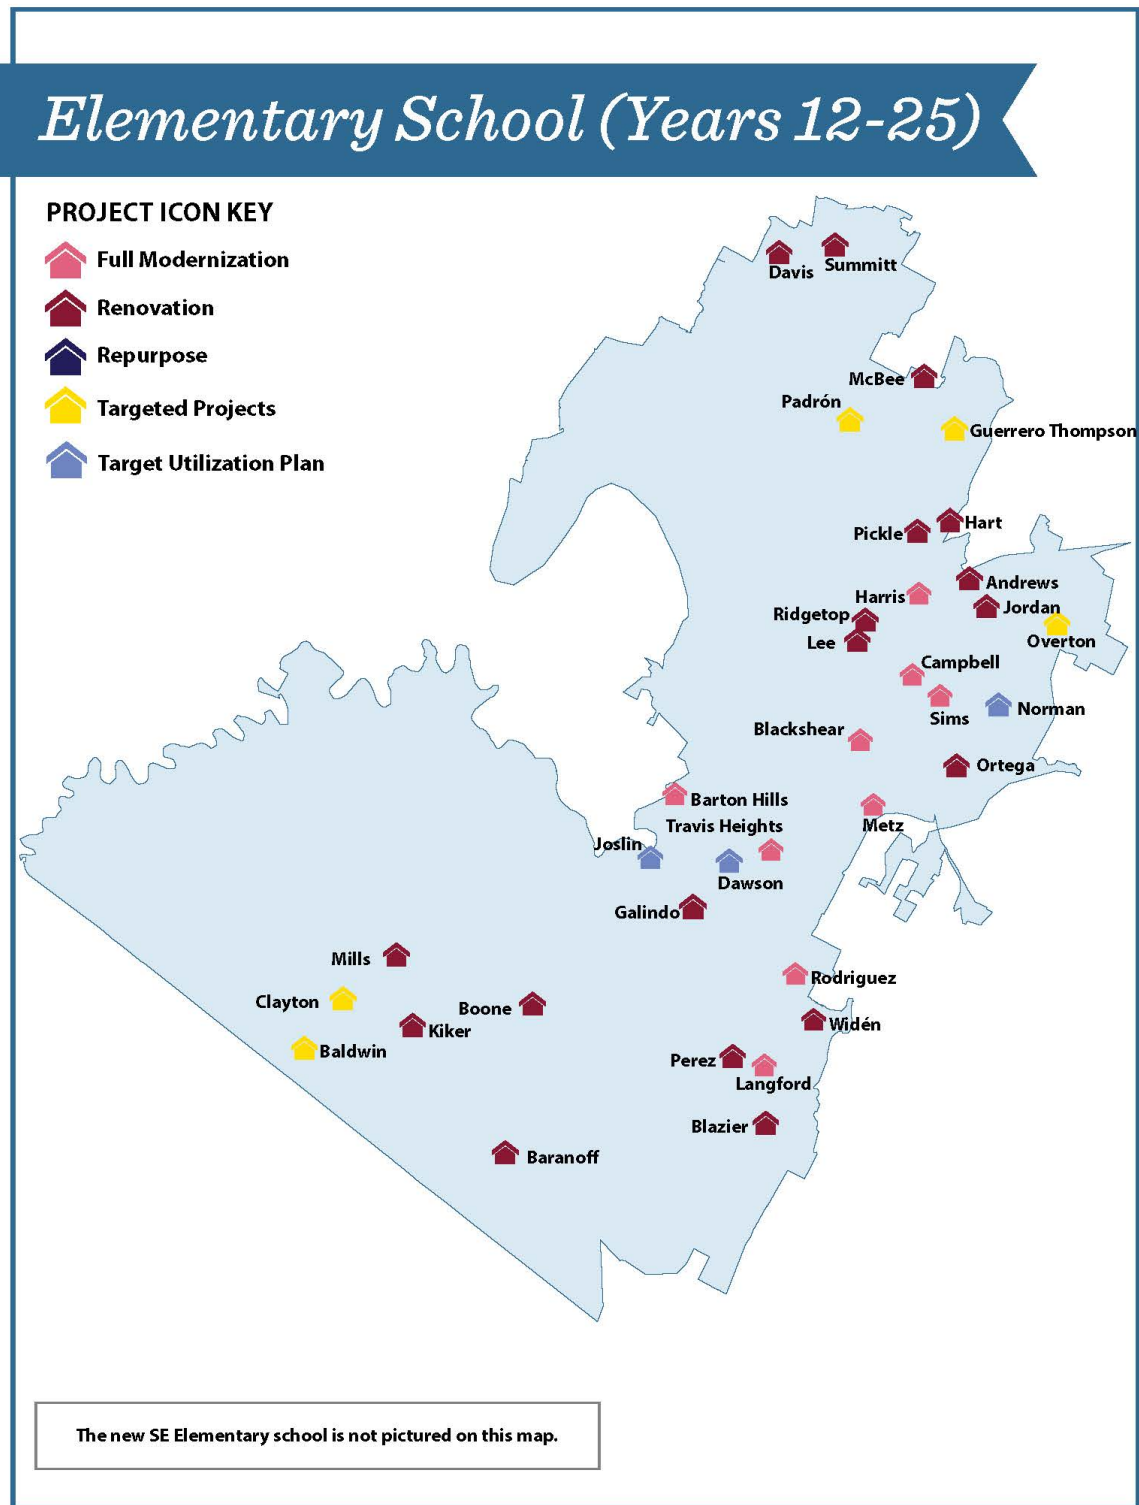 Elementary School (Years 12-25)
PROJECT ICON KEY
Full Modernization
Renovation
Repurpose
Targeted Projects
Target Utilization Plan
Davis
Summitt
McBee
Padrón
Guerrero Thompson
Hart
Pickle
Andrews
Harris
Jordan
Ridgetop
Overton
Lee
Campbell
Norman
Sims
Blackshear
Ortega
Barton Hills
Travis Heights
Metz
Joslin
Dawson
Galindo
Mills
Rodriguez
Clayton
Boone
Widén
Kiker
Baldwin
Perez
Langford
Blazier
Baranoff
The new SE Elementary school is not pictured on this map.